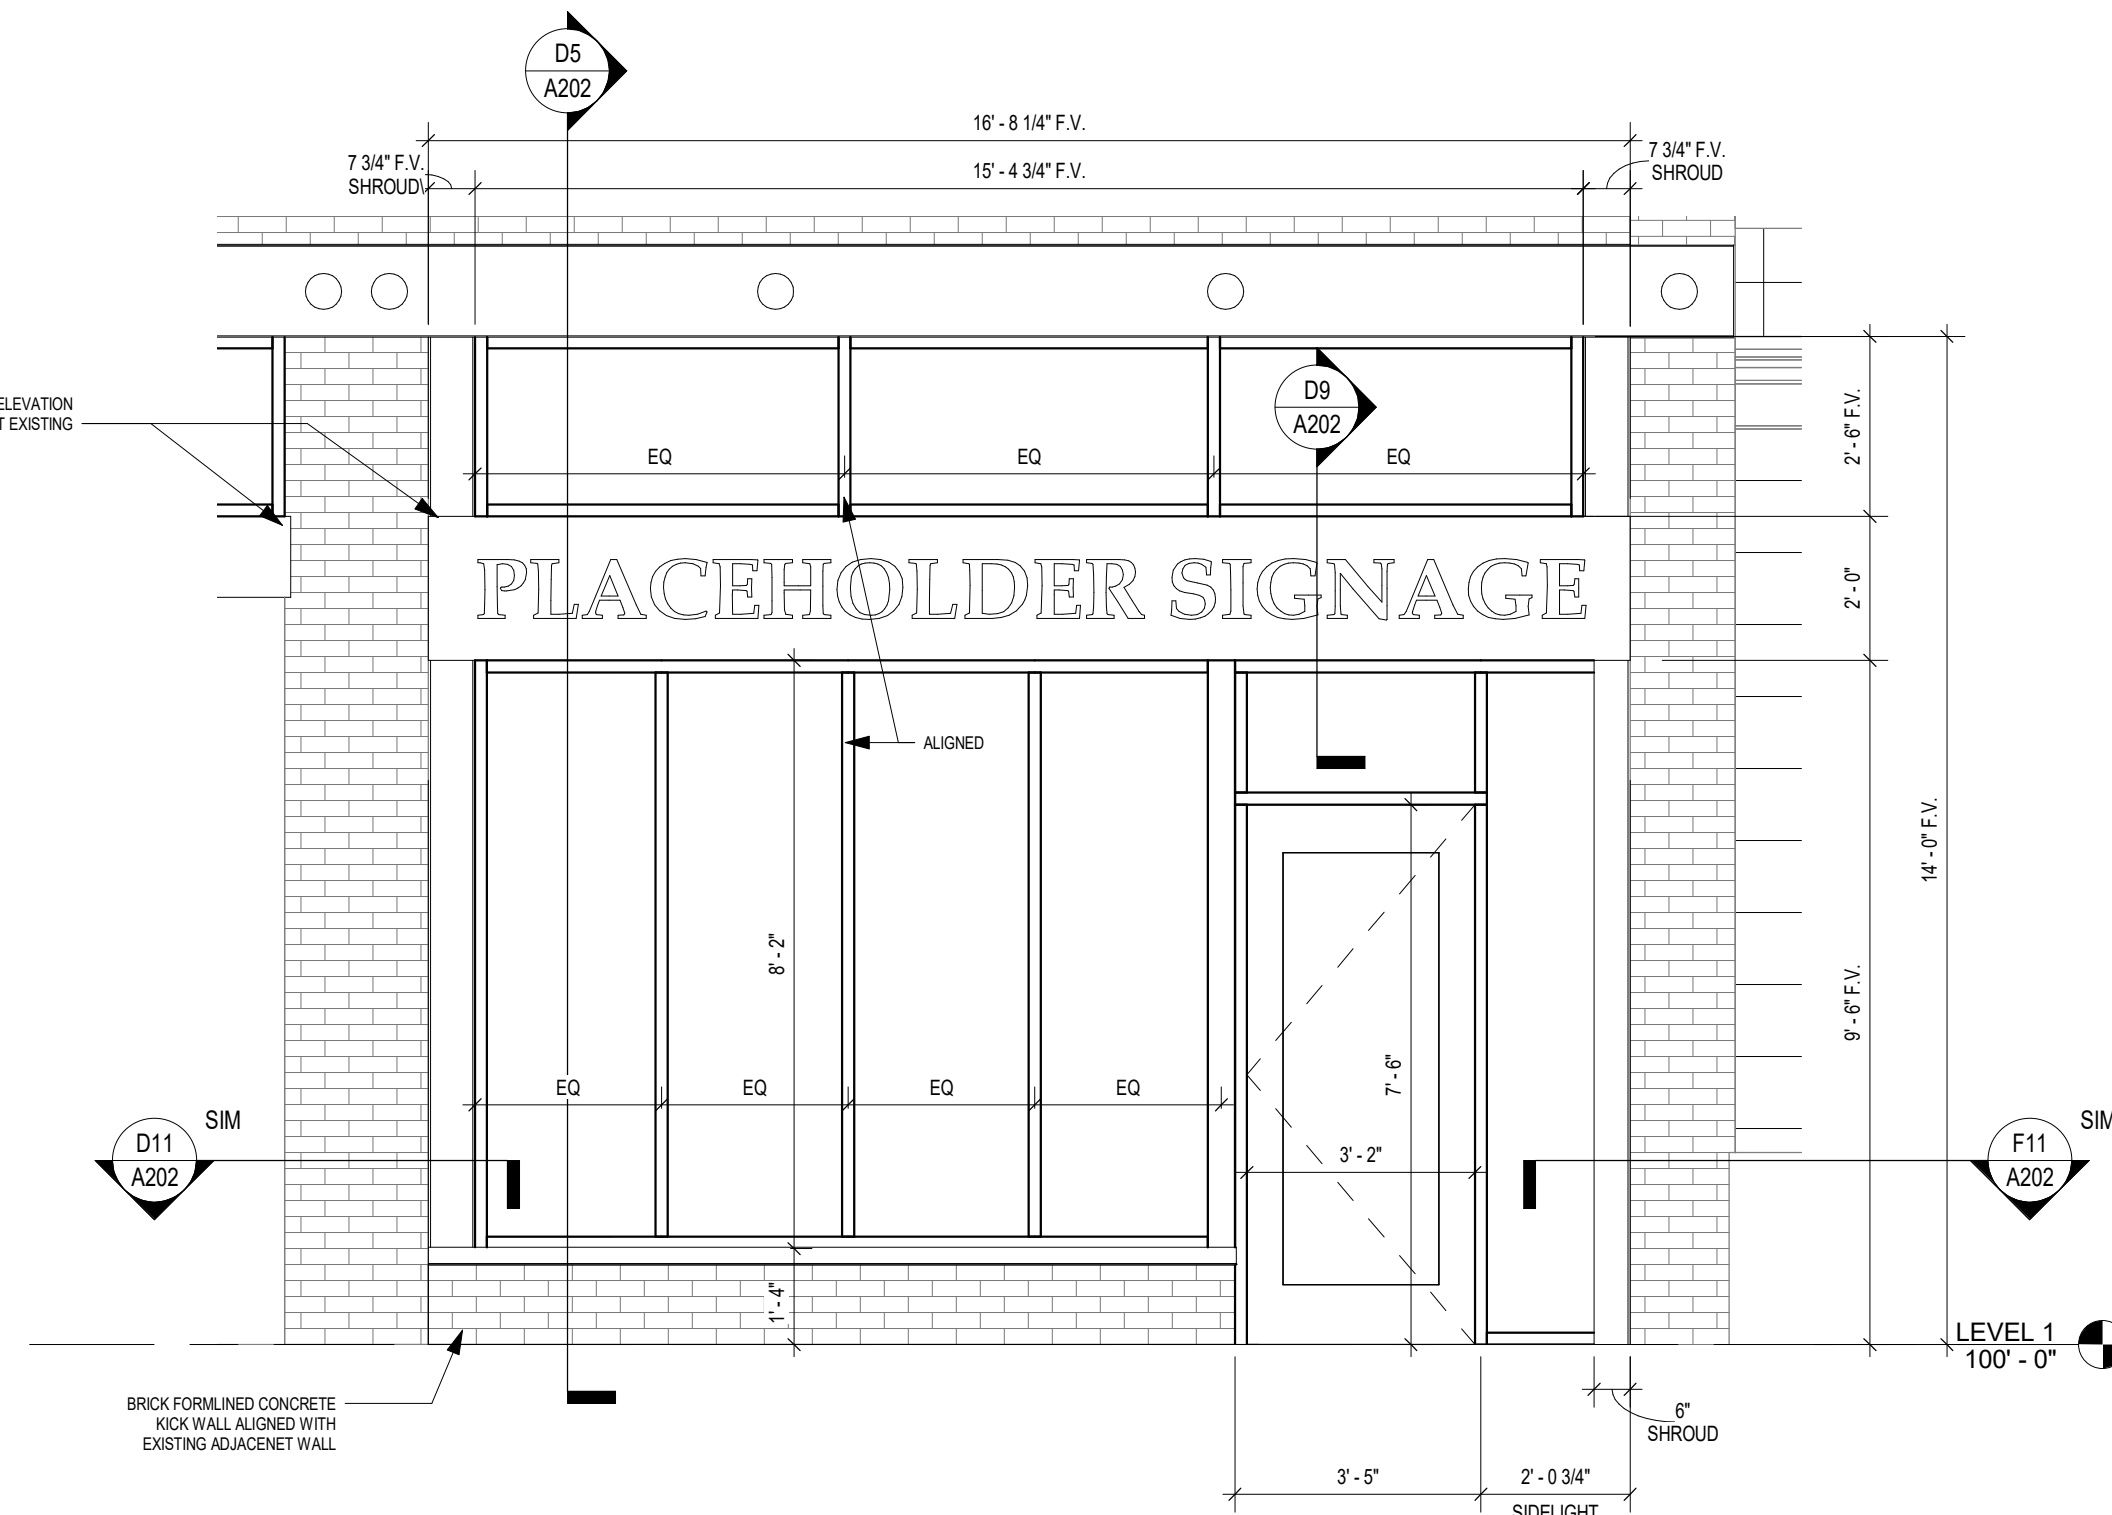 D5
A202
16' - 8 1/4" F.V.
7 3/4" F.V.
SHROUD
15' - 4 3/4" F.V.
7 3/4" F.V.
SHROUD
ELEVATION
EXISTING
D9
A202
EQ
EQ
EQ
2' - 6" F.V.
PLACEHOLDER SIGNAGE
2' - 0"
ALIGNED
14' - 0" F.V.
8' - 2"
9' - 6" F.V.
7' - 6"
EQ
EQ
EQ
EQ
SIM
D11
A202
3' - 2"
SIM
F11
A202
1' - 4"
LEVEL 1
100' - 0"
BRICK FORMLINED CONCRETE
KICK WALL ALIGNED WITH
EXISTING ADJACENET WALL
6"
SHROUD
3' - 5"
2' - 0 3/4"
SIDELIGHT